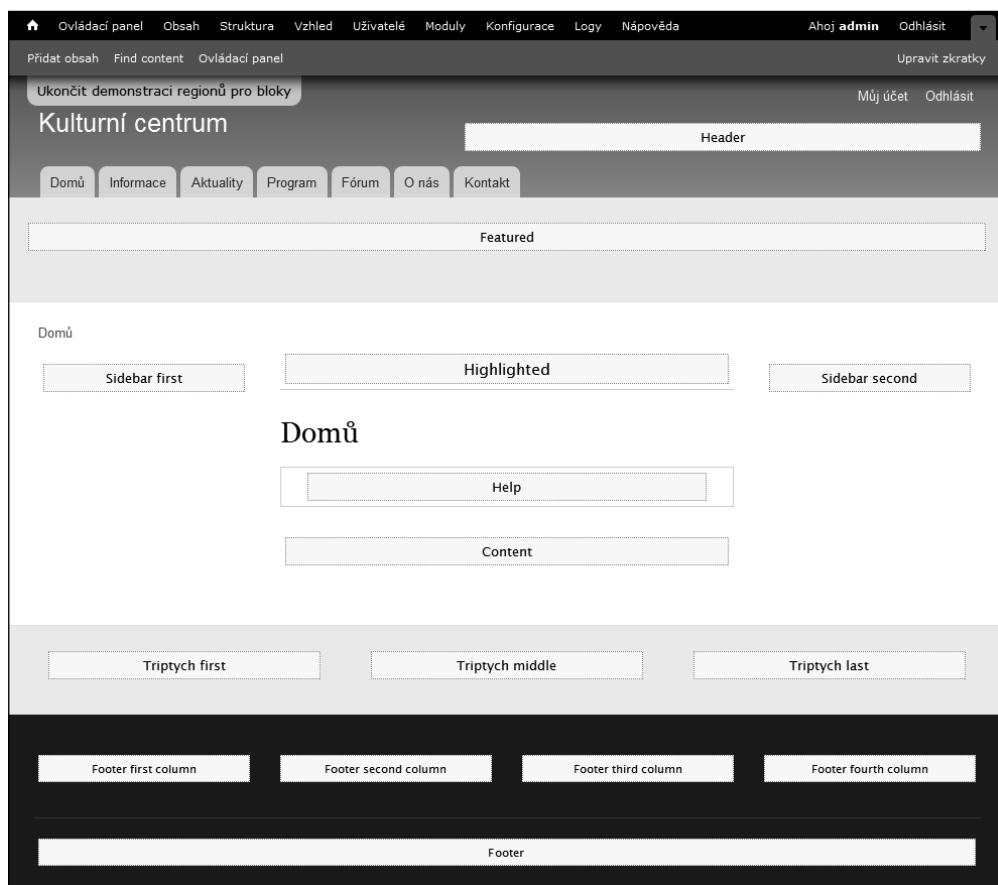 Ovládací panel Obsah Struktura Vzhled Uživatelé Moduly Konfigurace Logy Nápověda Ahoj admin Odhlásit
Přidat obsah Find content Ovládací panel Upravit zkratky
Ukončit demonstraci regionů pro bloky
Můj účet Odhlásit
Kulturní centrum
Header
Domů Informace Aktuality Program Fórum O nás Kontakt
Featured
Domů
Sidebar first Highlighted Sidebar second
Domů
Help
Content
Triptych first Triptych middle Triptych last
Footer first column Footer second column Footer third column Footer fourth column
Footer